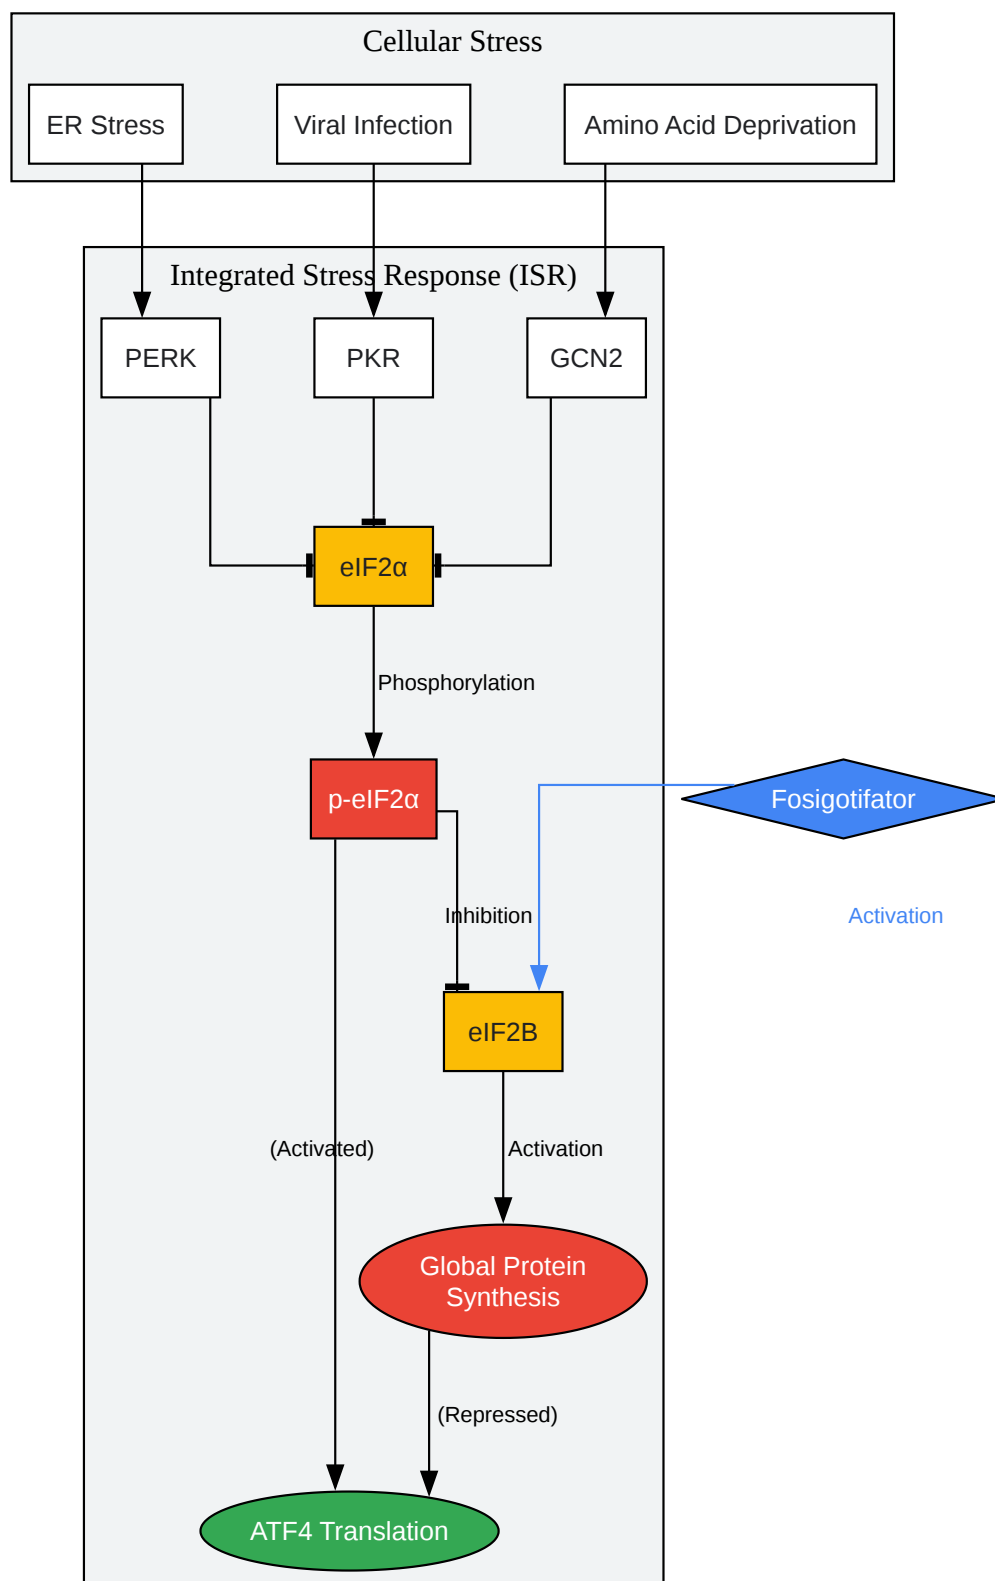 Cellular Stress
ER Stress
Viral Infection
Amino Acid Deprivation
Integrated Stress Response (ISR)
PERK
PKR
GCN2
eIF2α
Phosphorylation
p-eIF2α
Fosigotifator
Inhibition
Activation
eIF2B
(Activated)
Activation
Global Protein
Synthesis
(Repressed)
ATF4 Translation